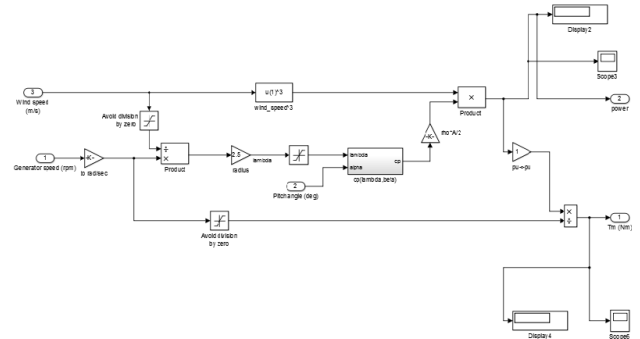 Display2
3
Wind speed
(m/s)
u(1)^3
wind_speed^3
×
Product
Scope3
2
power
Avoid division
by zero
1
Generator speed (rpm)
-K-
to rad/sec
÷
×
Product
2.5
radius
lambda
lambda
alpha
cp
cp(lambda,beta)
2
Pitchangle (deg)
-K-
rho*A/2
1
pu->pu
Avoid division
by zero
×
÷
1
Tm (Nm)
Display4
Scope6